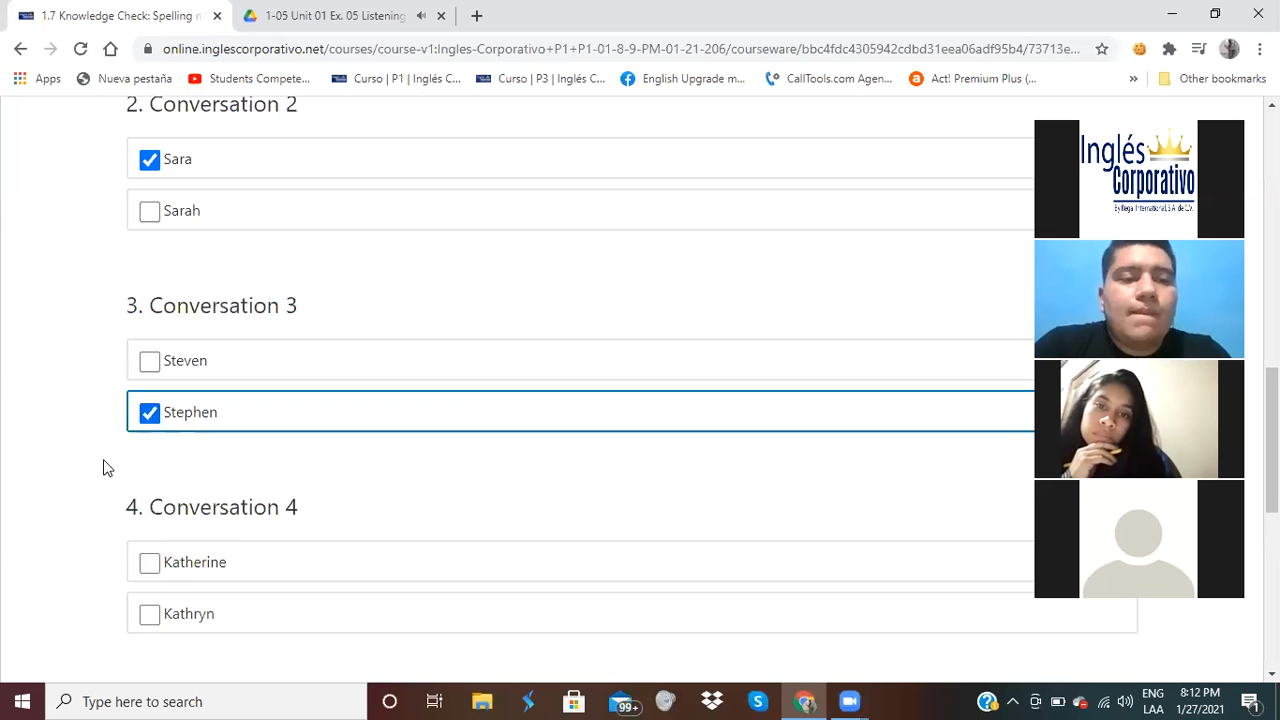 1.7 Knowledge Check: Spelling n
1-05 Unit 01 Ex. 05 Listening
online.inglescorporativo.net/courses/course-v1:Ingles-Corporativo+P1+P1-01-8-9-PM-01-21-206/courseware/bbc4fdc4305942cdbd31eea06adf95b4/73713e...
Apps
Nueva pestaña
Students Compete...
Curso | P1 | Inglés C...
Curso | P3 | Inglés C...
English Upgrade m...
CallTools.com Agen...
Act! Premium Plus (...
»
Other bookmarks
2. Conversation 2
Sara
Sarah
3. Conversation 3
Steven
Stephen
4. Conversation 4
Katherine
Kathryn
Inglés
Corporativo
Type here to search
99+
ENG
LAA
8:12 PM
1/27/2021
1